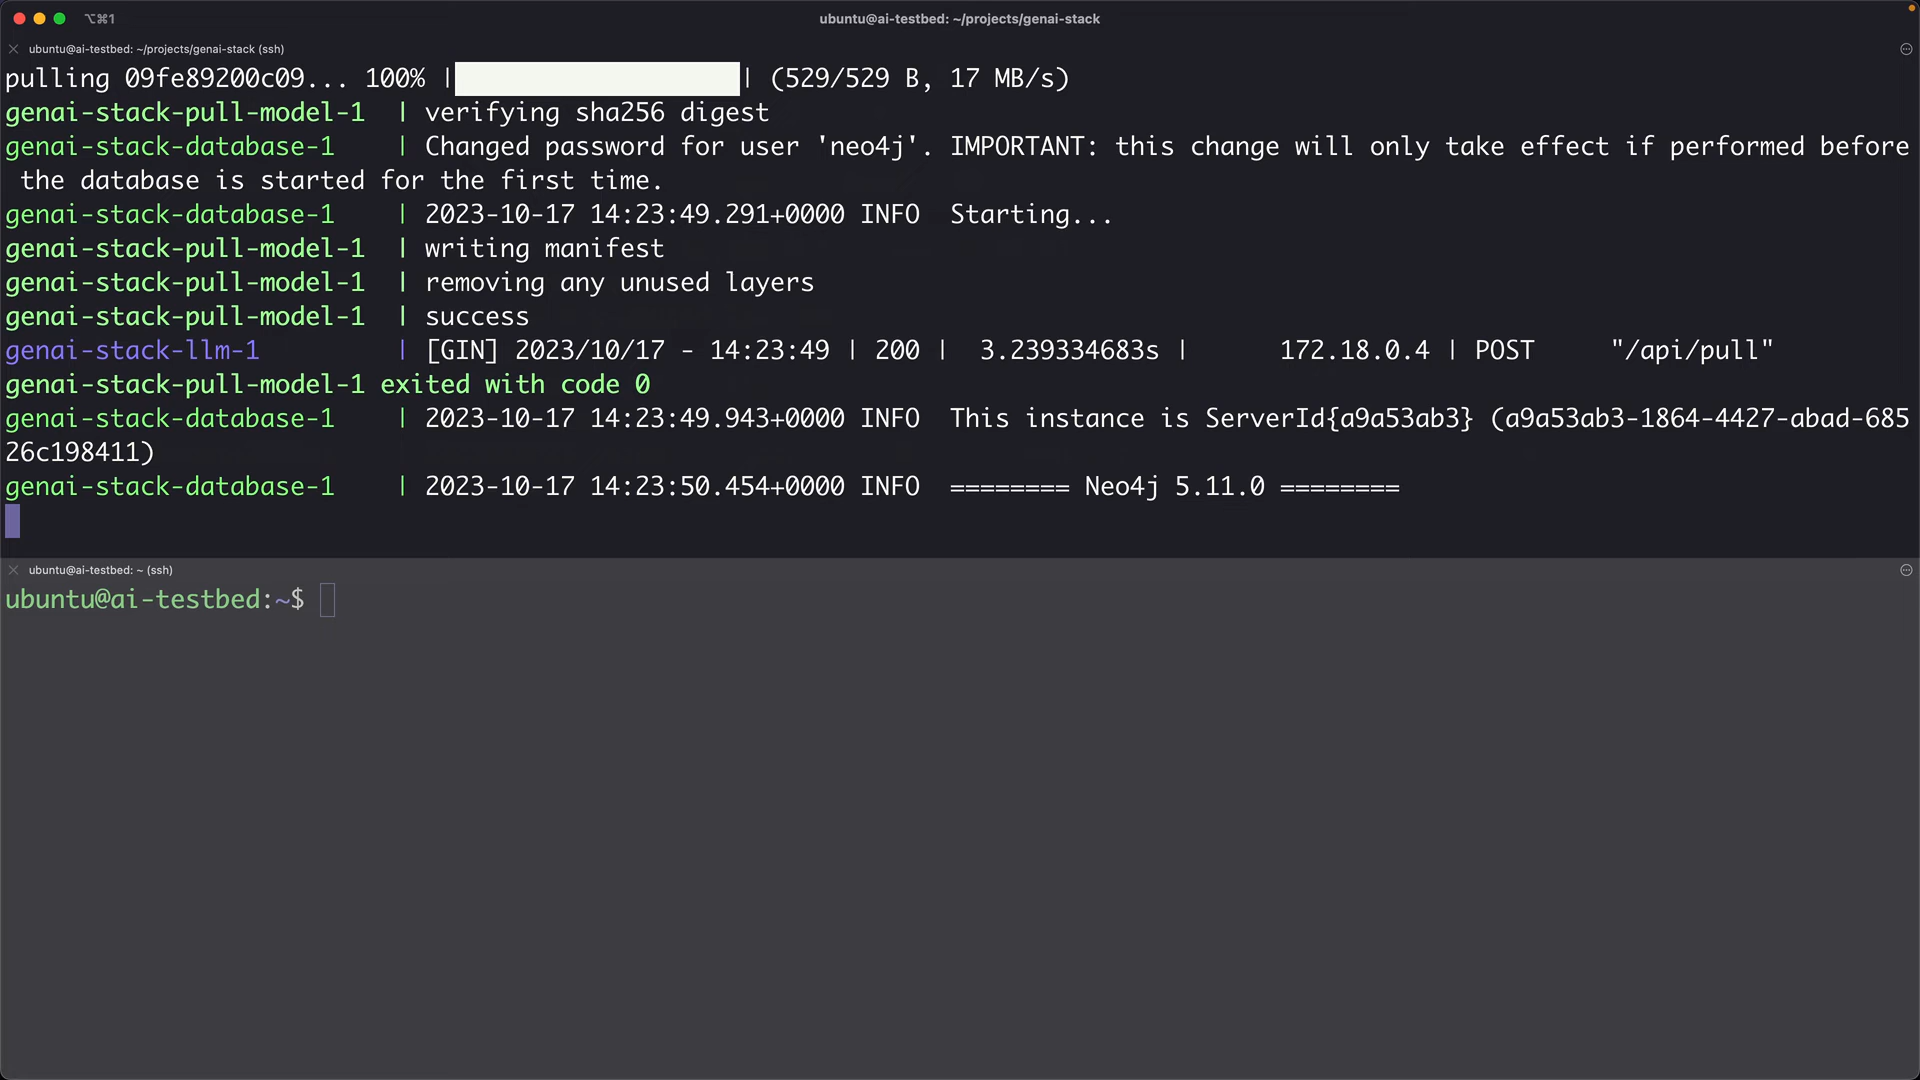 ⌥⌘1
ubuntu@ai-testbed: ~/projects/genai-stack
ubuntu@ai-testbed: ~/projects/genai-stack (ssh)
pulling 09fe89200c09... 100% | | (529/529 B, 17 MB/s)
genai-stack-pull-model-1 | verifying sha256 digest
genai-stack-database-1 | Changed password for user 'neo4j'. IMPORTANT: this change will only take effect if performed before
the database is started for the first time.
genai-stack-database-1 | 2023-10-17 14:23:49.291+0000 INFO Starting...
genai-stack-pull-model-1 | writing manifest
genai-stack-pull-model-1 | removing any unused layers
genai-stack-pull-model-1 | success
genai-stack-llm-1 | [GIN] 2023/10/17 - 14:23:49 | 200 | 3.239334683s | 172.18.0.4 | POST "/api/pull"
genai-stack-pull-model-1 exited with code 0
genai-stack-database-1 | 2023-10-17 14:23:49.943+0000 INFO This instance is ServerId{a9a53ab3} (a9a53ab3-1864-4427-abad-685
26c198411)
genai-stack-database-1 | 2023-10-17 14:23:50.454+0000 INFO ======== Neo4j 5.11.0 ========
ubuntu@ai-testbed: ~ (ssh)
ubuntu@ai-testbed:~$